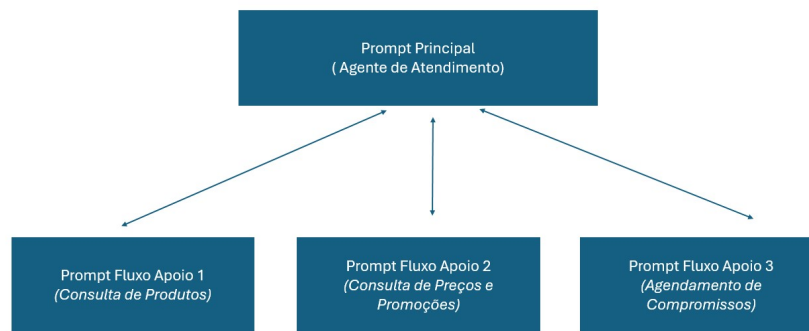 Prompt Principal
( Agente de Atendimento)
Prompt Fluxo Apoio 1
(Consulta de Produtos)
Prompt Fluxo Apoio 2
(Consulta de Preços e
Promoções)
Prompt Fluxo Apoio 3
(Agendamento de
Compromissos)